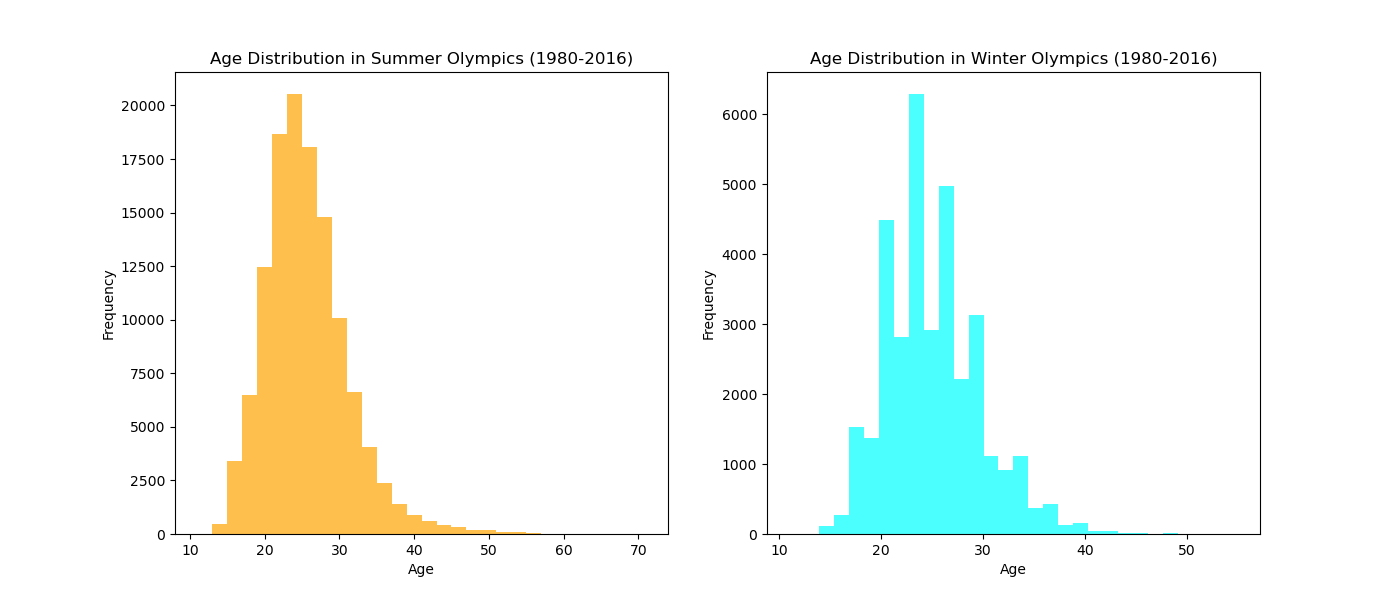 Age Distribution in Summer Olympics (1980-2016)
20000
17500
15000
12500
10000
7500
5000
2500
0
Frequency
10 20 30 40 50 60 70
Age
Age Distribution in Winter Olympics (1980-2016)
6000
5000
4000
3000
2000
1000
0
Frequency
10 20 30 40 50
Age